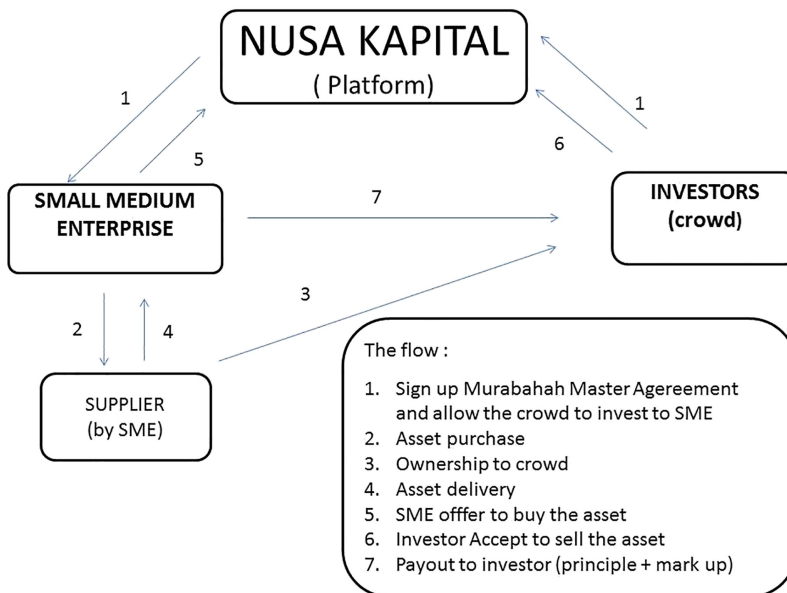 NUSA KAPITAL
( Platform)
1
1
5
6
SMALL MEDIUM
ENTERPRISE
INVESTORS
(crowd)
7
3
2
4
SUPPLIER
(by SME)
The flow :
1. Sign up Murabahah Master Agereement
and allow the crowd to invest to SME
2. Asset purchase
3. Ownership to crowd
4. Asset delivery
5. SME offfer to buy the asset
6. Investor Accept to sell the asset
7. Payout to investor (principle + mark up)